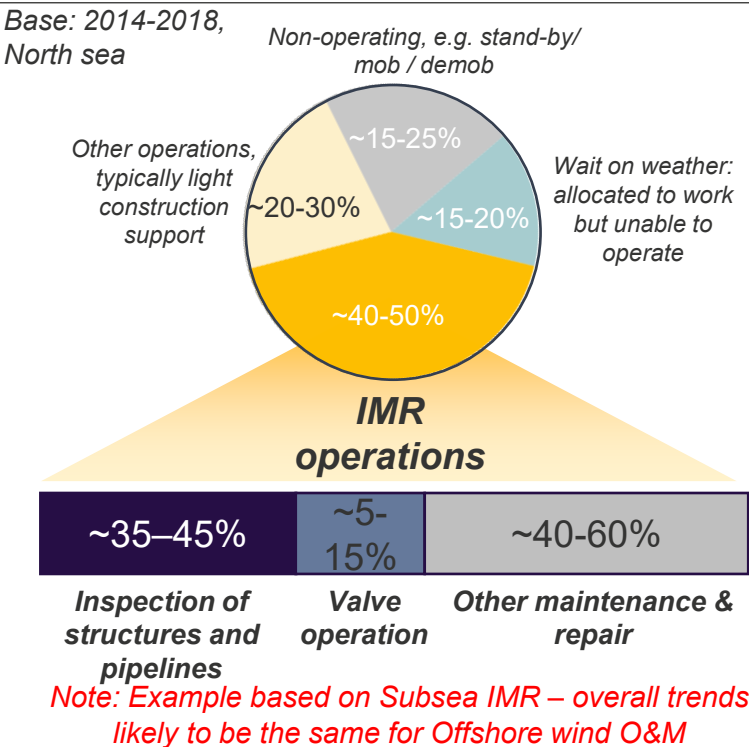 Base: 2014-2018,
North sea
Non-operating, e.g. stand-by/
mob / demob
~15-25%
Other operations,
typically light
construction
support
~20-30%
Wait on weather:
allocated to work
but unable to
operate
~15-20%
~40-50%
IMR
operations
~35–45%
~5-
15%
~40-60%
Inspection of
structures and
pipelines
Valve
operation
Other maintenance &
repair
Note: Example based on Subsea IMR – overall trends
likely to be the same for Offshore wind O&M